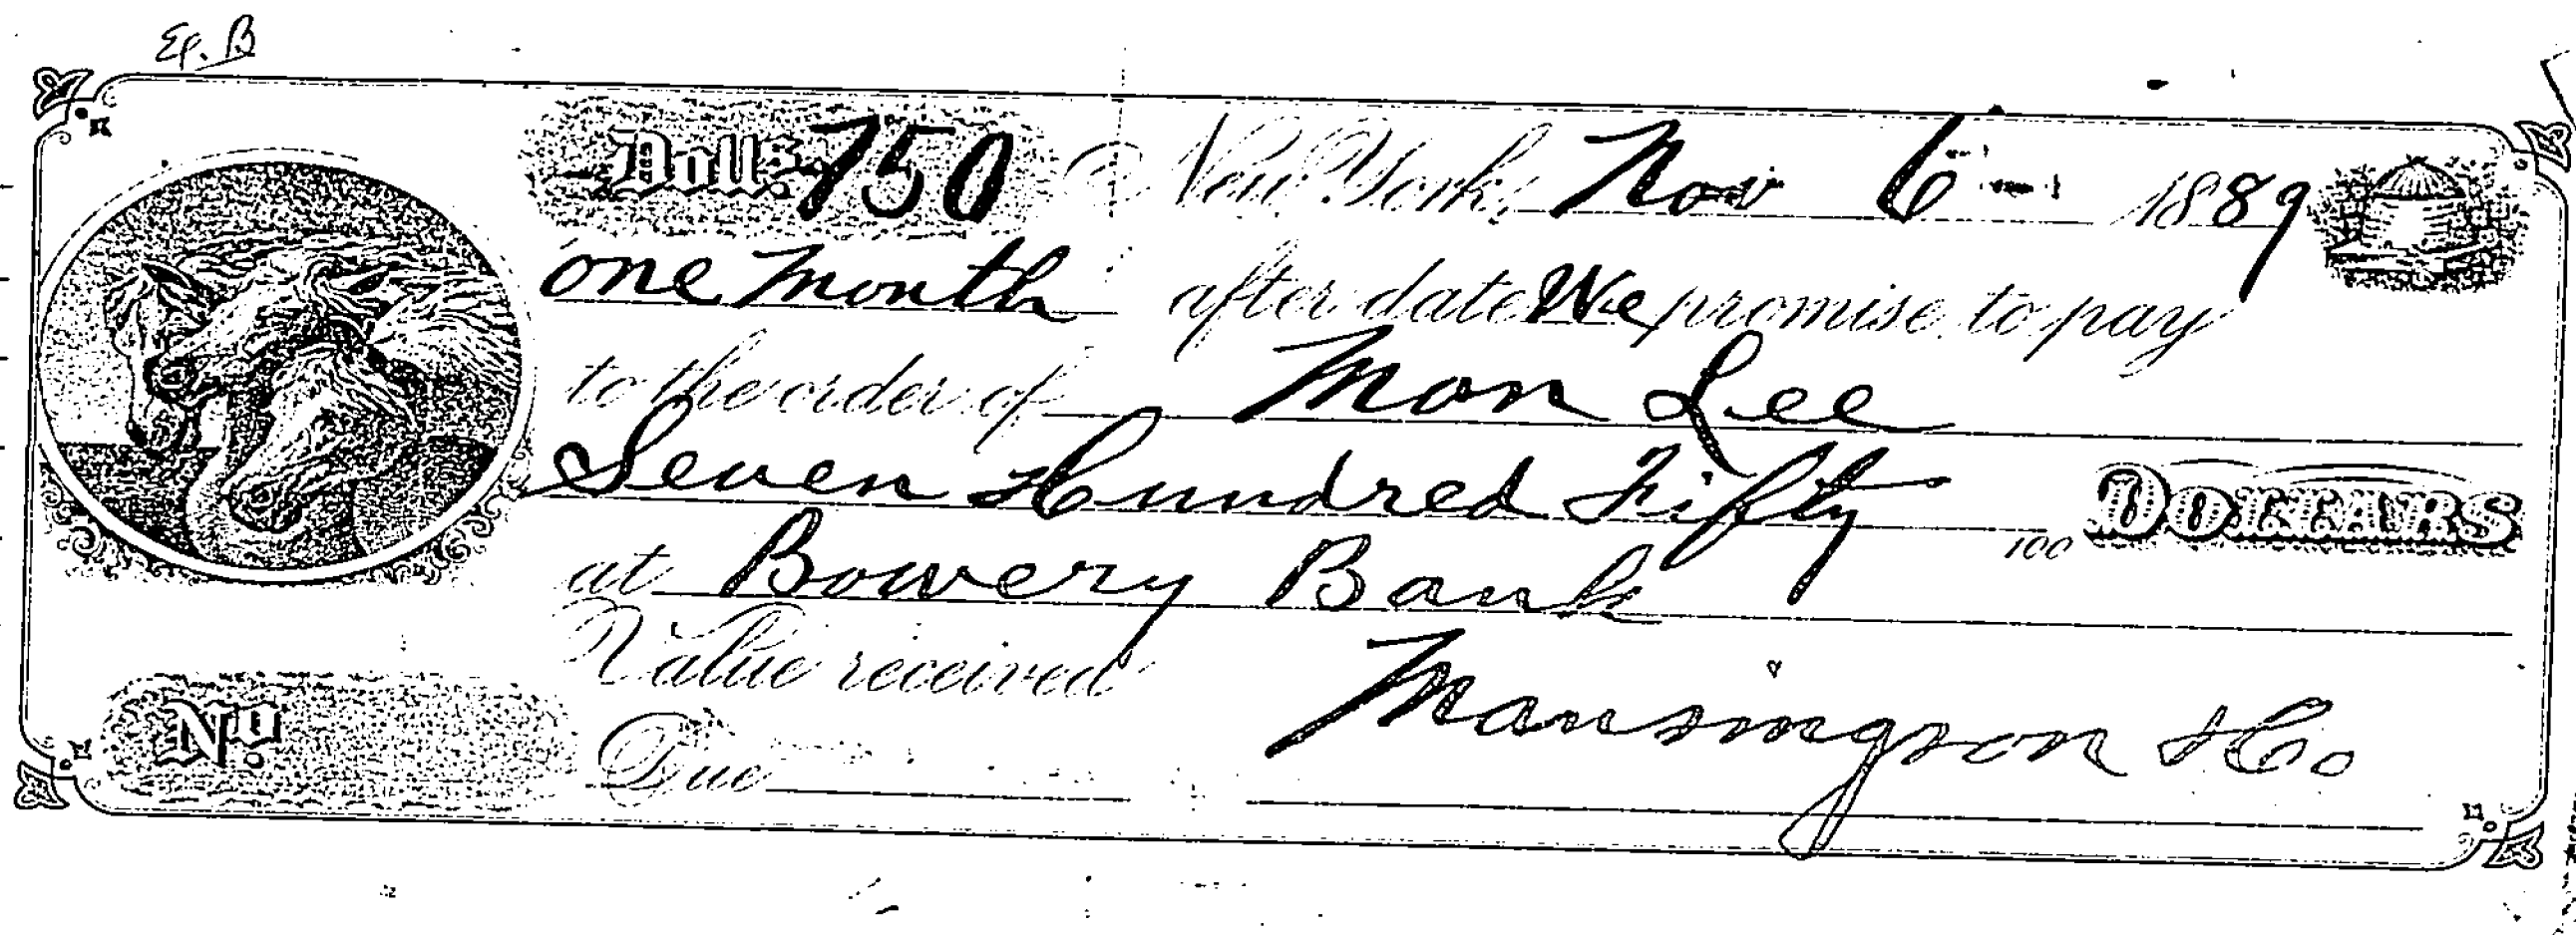 Ex. B
Dolls. 750 New York, Nov 6 1889
one month after date We promise to pay
to the order of Mon Lee
Seven Hundred Fifty 100 DOLLARS
at Bowery Bank
Value received
No. Due & Co